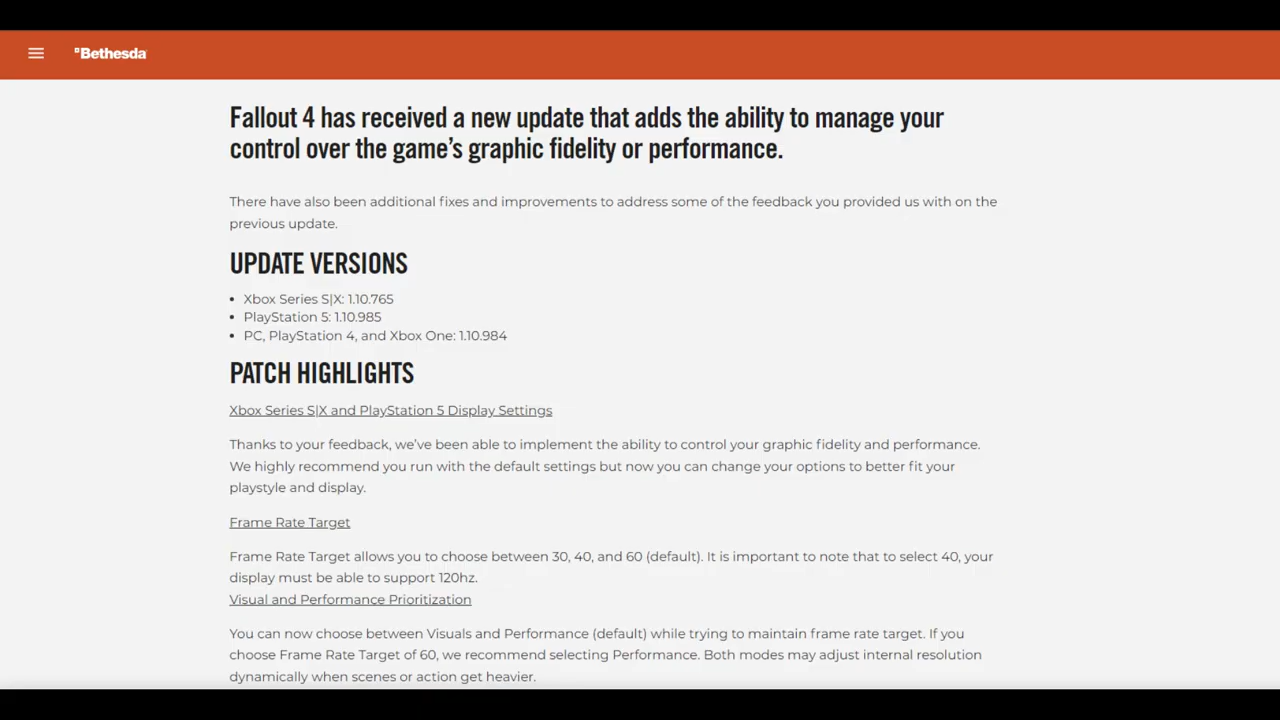 Bethesda
Fallout 4 has received a new update that adds the ability to manage your
control over the game’s graphic fidelity or performance.
There have also been additional fixes and improvements to address some of the feedback you provided us with on the
previous update.
UPDATE VERSIONS
• Xbox Series S|X: 1.10.765
• PlayStation 5: 1.10.985
• PC, PlayStation 4, and Xbox One: 1.10.984
PATCH HIGHLIGHTS
Xbox Series S|X and PlayStation 5 Display Settings
Thanks to your feedback, we’ve been able to implement the ability to control your graphic fidelity and performance.
We highly recommend you run with the default settings but now you can change your options to better fit your
playstyle and display.
Frame Rate Target
Frame Rate Target allows you to choose between 30, 40, and 60 (default). It is important to note that to select 40, your
display must be able to support 120hz.
Visual and Performance Prioritization
You can now choose between Visuals and Performance (default) while trying to maintain frame rate target. If you
choose Frame Rate Target of 60, we recommend selecting Performance. Both modes may adjust internal resolution
dynamically when scenes or action get heavier.